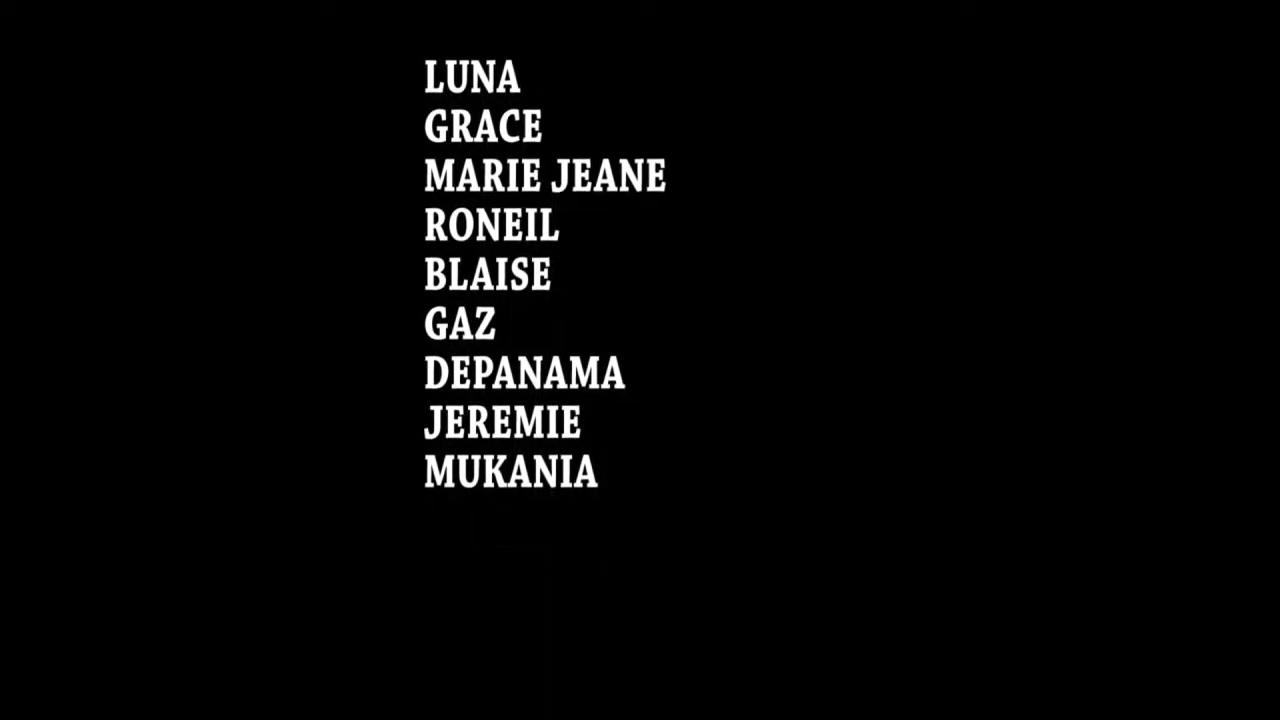 LUNA
GRACE
MARIE JEANE
RONEIL
BLAISE
GAZ
DEPANAMA
JEREMIE
MUKANIA